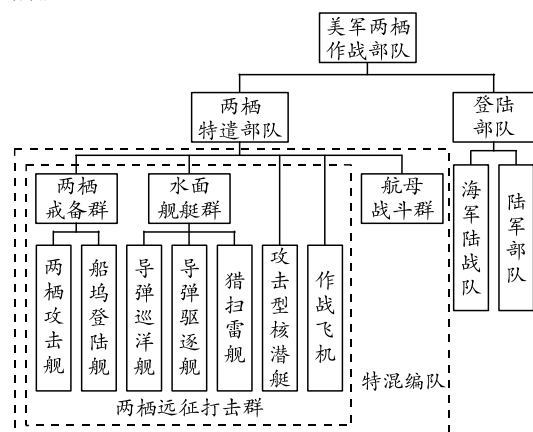 美军两栖
作战部队
两栖
特遣部队
登陆
部队
两栖
戒备群
水面
舰艇群
航母
战斗群
两栖攻击舰
船坞登陆舰
导弹巡洋舰
导弹驱逐舰
猎扫雷舰
攻击型核潜艇
作战飞机
海军陆战队
陆军部队
特混编队
两栖远征打击群